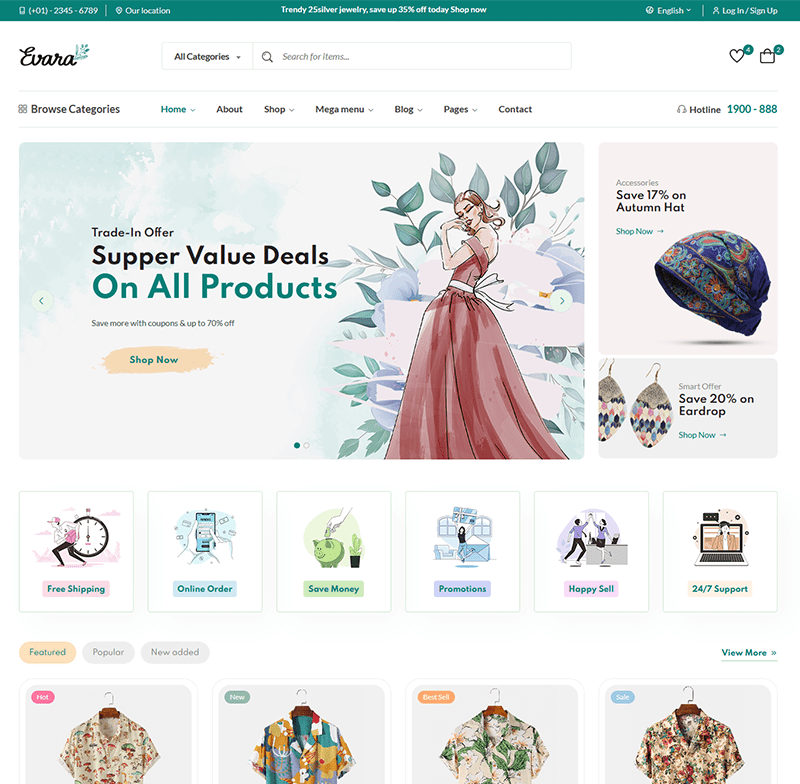 (+01) - 2345 - 6789
Our location
Trendy 25silver jewelry, save up 35% off today Shop now
English
Log In / Sign Up
Evara
All Categories
Search for items...
4
2
Browse Categories
Home
About
Shop
Mega menu
Blog
Pages
Contact
Hotline 1900 - 888
Trade-In Offer
Supper Value Deals
On All Products
Save more with coupons & up to 70% off
Shop Now
Accessories
Save 17% on
Autumn Hat
Shop Now →
Smart Offer
Save 20% on
Eardrop
Shop Now →
Free Shipping
Online Order
Save Money
Promotions
Happy Sell
24/7 Support
Featured
Popular
New added
View More »
Hot
New
Best Sell
Sale